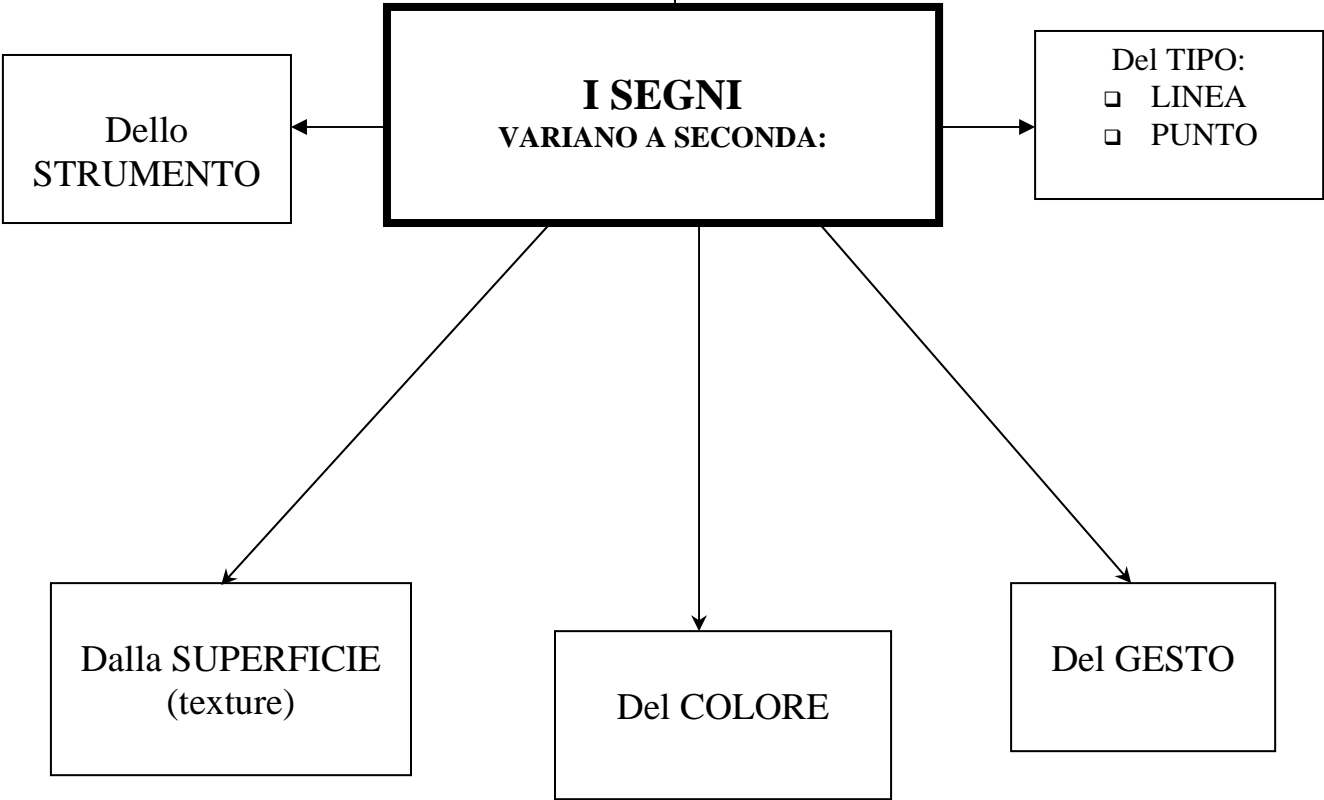 I SEGNI
VARIANO A SECONDA:
Dello
STRUMENTO
Del TIPO:
❑ LINEA
❑ PUNTO
Dalla SUPERFICIE
(texture)
Del COLORE
Del GESTO